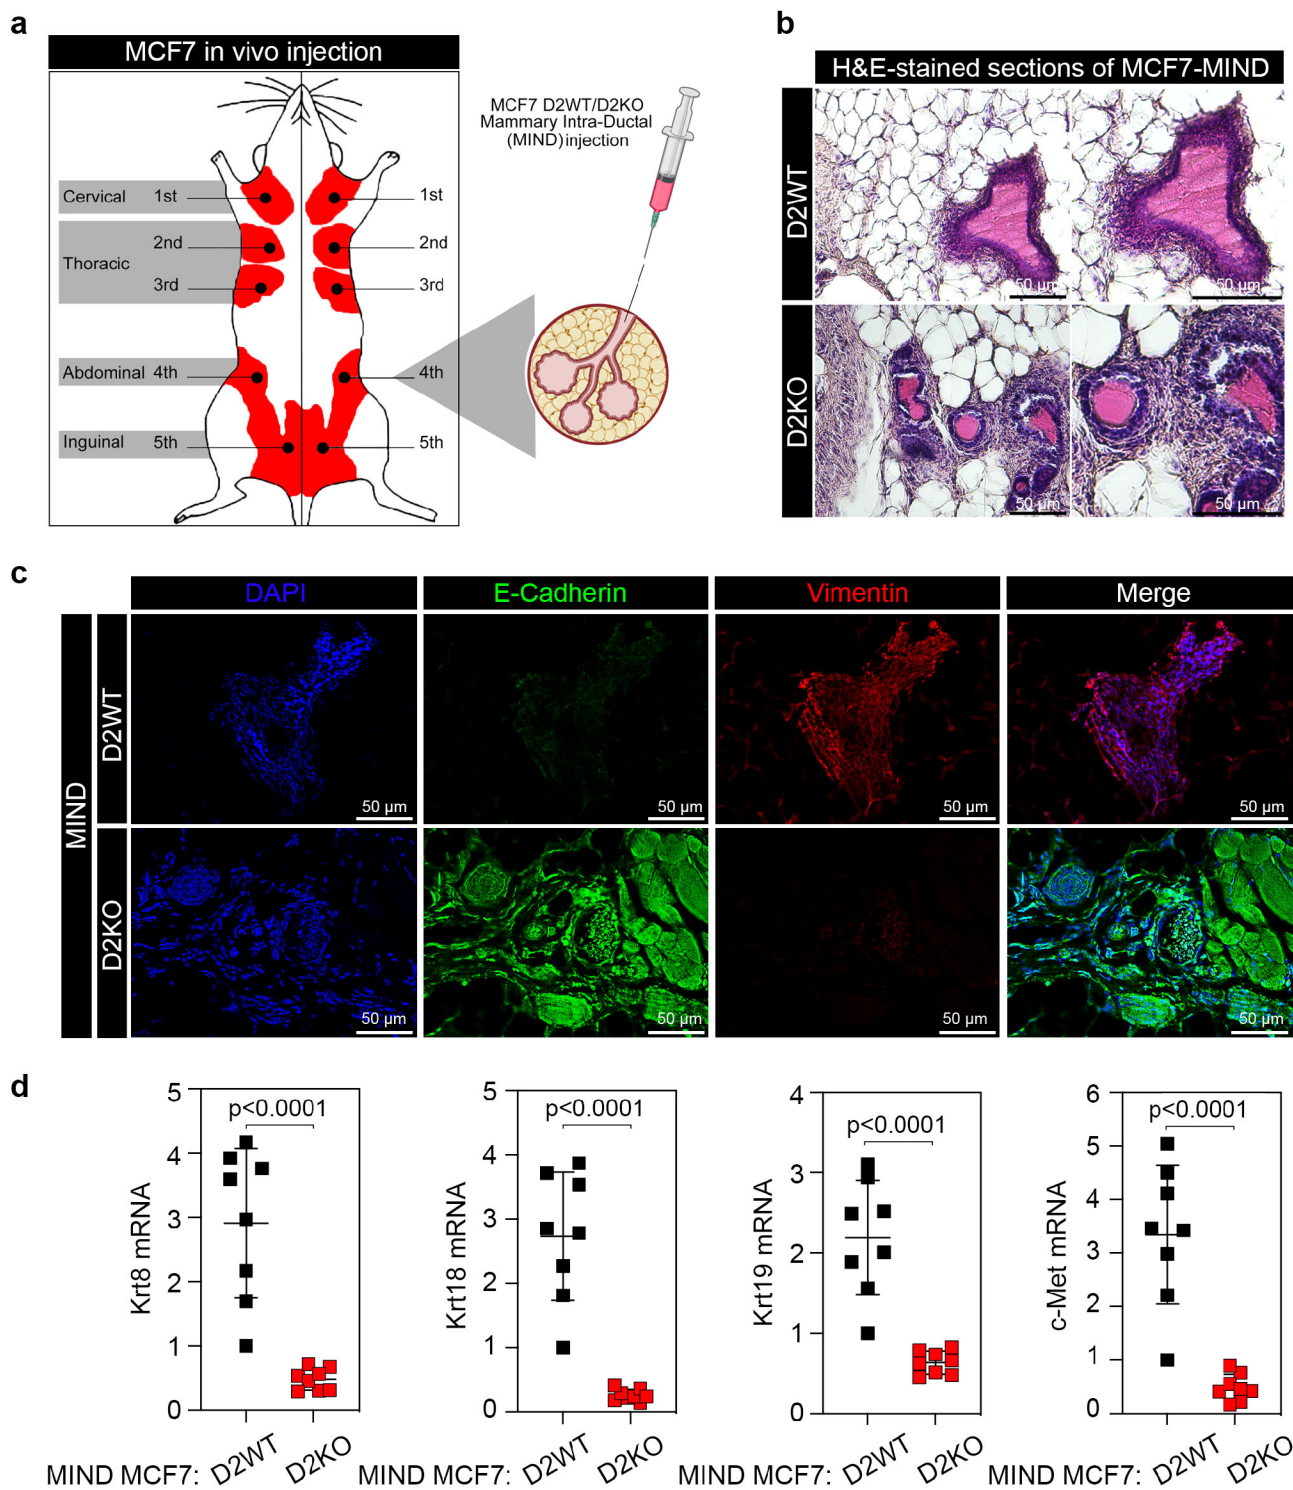 a
MCF7 in vivo injection
Cervical 1st
1st
2nd
2nd
Thoracic
3rd
3rd
Abdominal 4th
4th
Inguinal 5th
5th
MCF7 D2WT/D2KO
Mammary Intra-Ductal
(MIND) injection
b
H&E-stained sections of MCF7-MIND
D2WT
50 µm
50 µm
D2KO
50 µm
50 µm
c
DAPI
E-Cadherin
Vimentin
Merge
MIND
D2WT
50 µm
50 µm
50 µm
50 µm
D2KO
50 µm
50 µm
50 µm
50 µm
d
Krt8 mRNA
5
4
3
2
1
0
p<0.0001
MIND MCF7: D2WT D2KO
Krt18 mRNA
5
4
3
2
1
0
p<0.0001
MIND MCF7: D2WT D2KO
Krt19 mRNA
4
3
2
1
0
p<0.0001
MIND MCF7: D2WT D2KO
c-Met mRNA
6
5
4
3
2
1
0
p<0.0001
MIND MCF7: D2WT D2KO